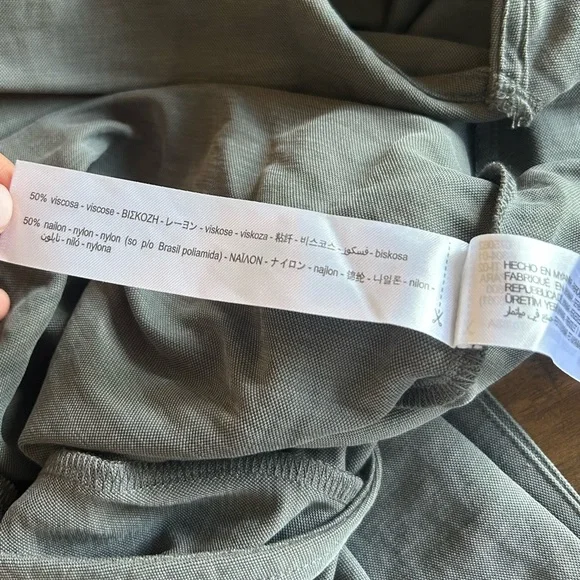 50% viscosa - viscose - ΒΙΣΚΟΖΗ - レーヨン - viskose - viskoza - 粘纤 - 비스코스 - فسكوز - biskosa
50% nailon - nylon - nylon (so p/o Brasil poliamida) - ΝΑΪΛΟΝ - ナイロン - najlon - 锦纶 - 나일론 - nilon -
نايلون - niló - nylona
HECHO EN
FABRIQUE EN
REPUBLICA
ÜRETIM YE